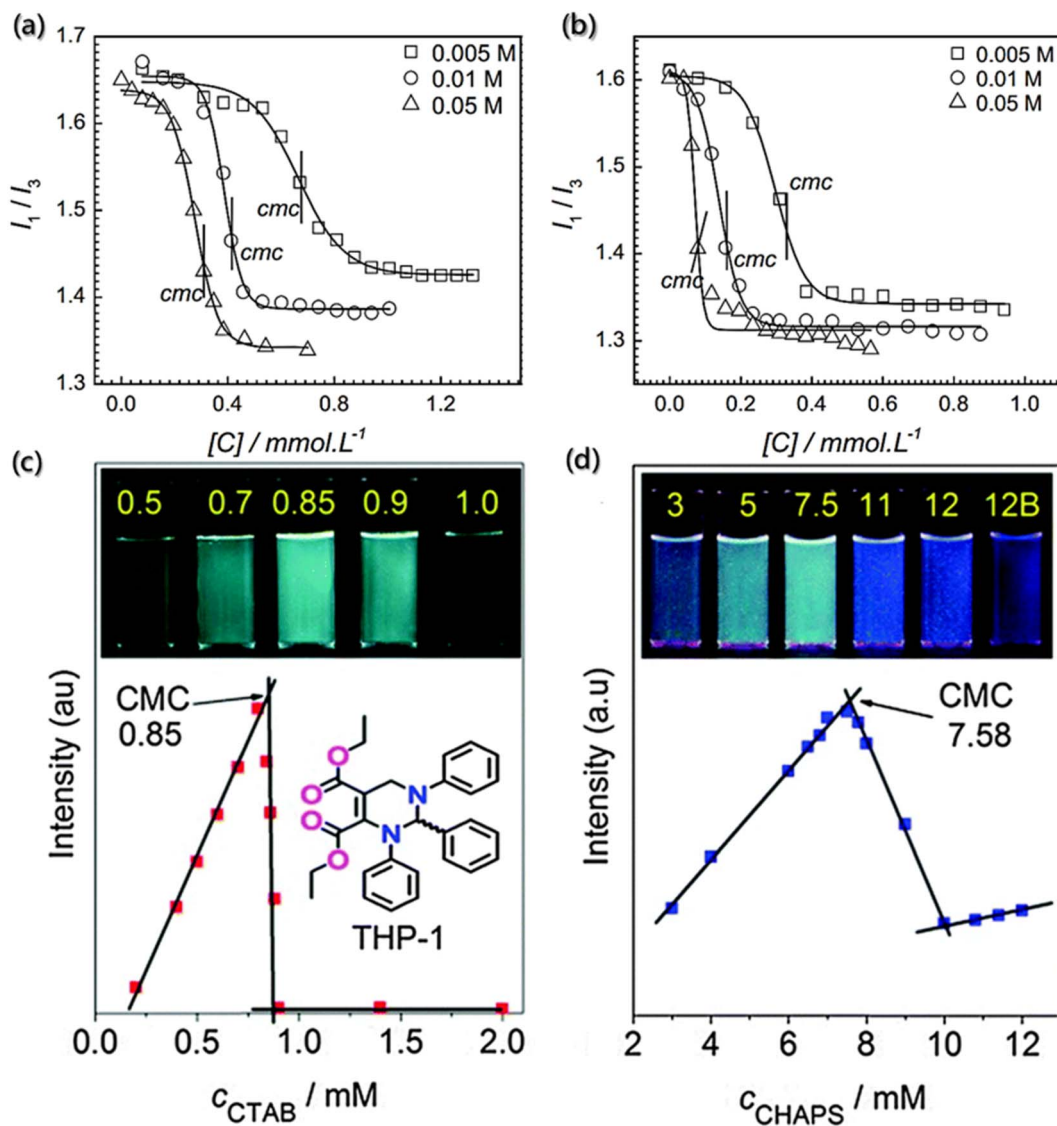 (a)
1.7
1.6
1.5
1.4
1.3
I1 / I3
□ 0.005 M
○ 0.01 M
△ 0.05 M
cmc
cmc
cmc
0.0 0.4 0.8 1.2
[C] / mmol.L-1
(b)
1.6
1.5
1.4
1.3
I1 / I3
□ 0.005 M
○ 0.01 M
△ 0.05 M
cmc
cmc
cmc
0.0 0.2 0.4 0.6 0.8 1.0
[C] / mmol.L-1
(c)
0.5 0.7 0.85 0.9 1.0
CMC
0.85
Intensity (au)
O
O
O
O
N
N
THP-1
0.0 0.5 1.0 1.5 2.0
cCTAB / mM
(d)
3 5 7.5 11 12 12B
CMC
7.58
Intensity (a.u)
2 4 6 8 10 12
cCHAPS / mM